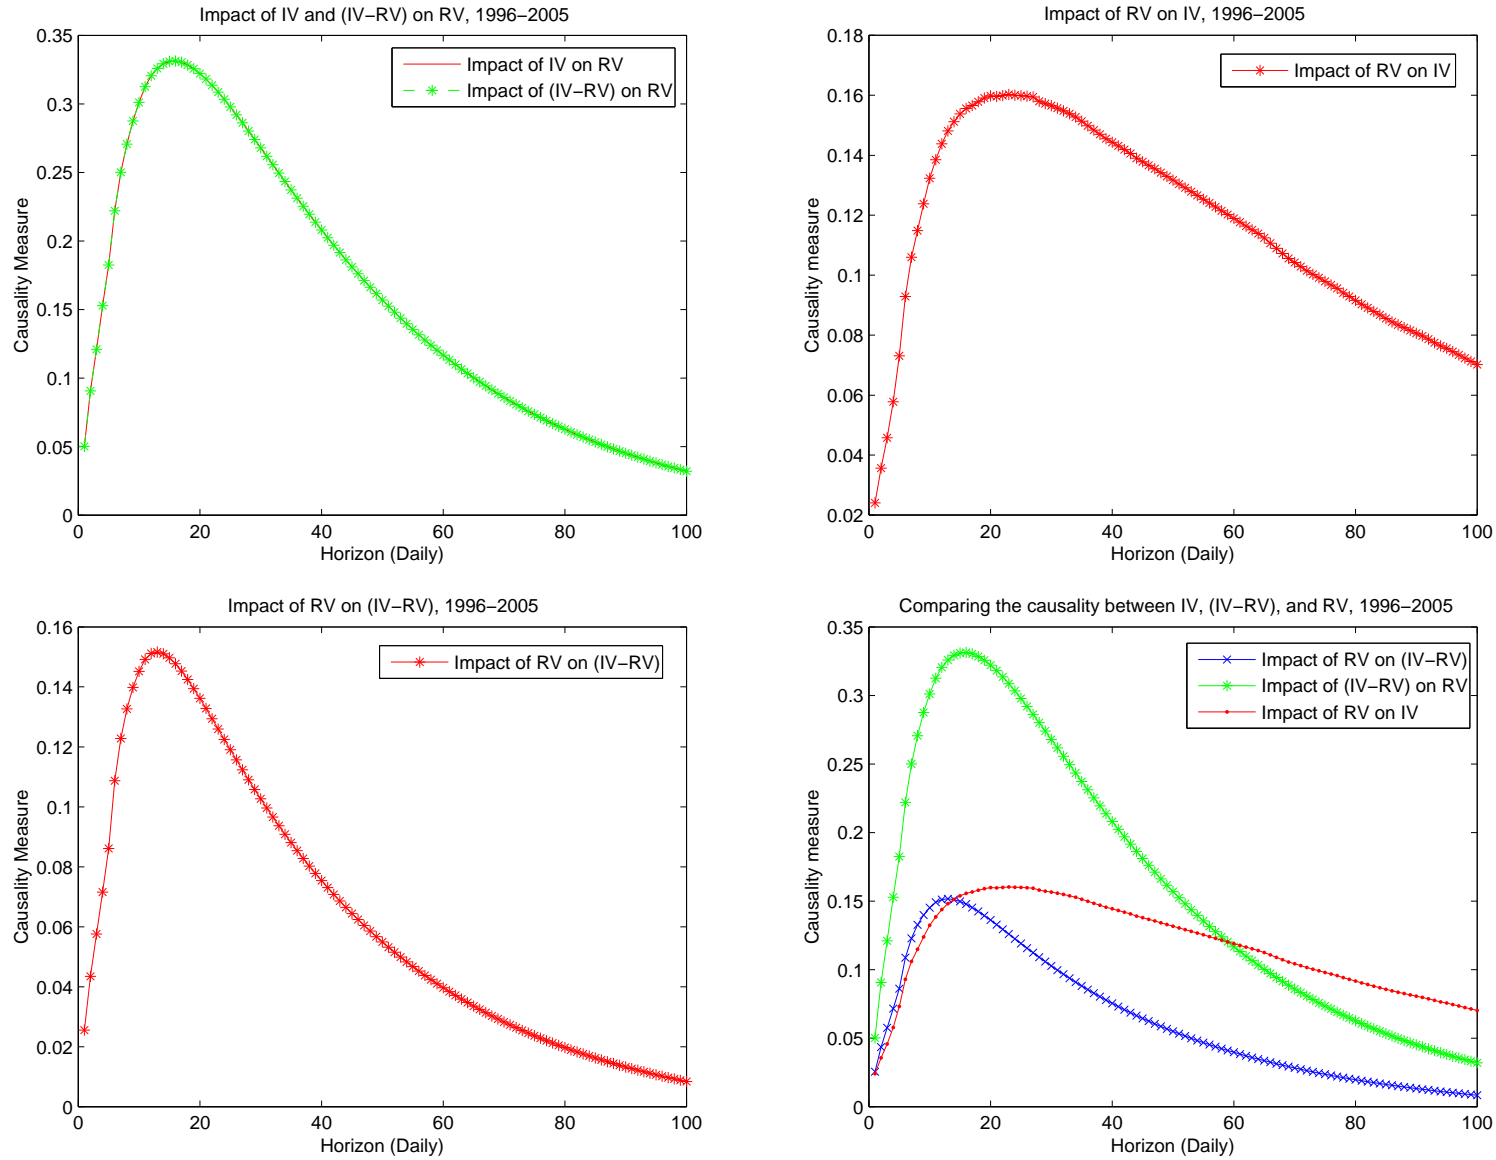 Impact of IV and (IV−RV) on RV, 1996−2005
0.35
0.3
0.25
0.2
0.15
0.1
0.05
0
Causality Measure
Impact of IV on RV
Impact of (IV−RV) on RV
0 20 40 60 80 100
Horizon (Daily)
Impact of RV on IV, 1996−2005
0.18
0.16
0.14
0.12
0.1
0.08
0.06
0.04
0.02
Causality measure
Impact of RV on IV
0 20 40 60 80 100
Horizon (Daily)
Impact of RV on (IV−RV), 1996−2005
0.16
0.14
0.12
0.1
0.08
0.06
0.04
0.02
0
Causality Measure
Impact of RV on (IV−RV)
0 20 40 60 80 100
Horizon (Daily)
Comparing the causality between IV, (IV−RV), and RV, 1996−2005
0.35
0.3
0.25
0.2
0.15
0.1
0.05
0
Causality measure
Impact of RV on (IV−RV)
Impact of (IV−RV) on RV
Impact of RV on IV
0 20 40 60 80 100
Horizon (Daily)